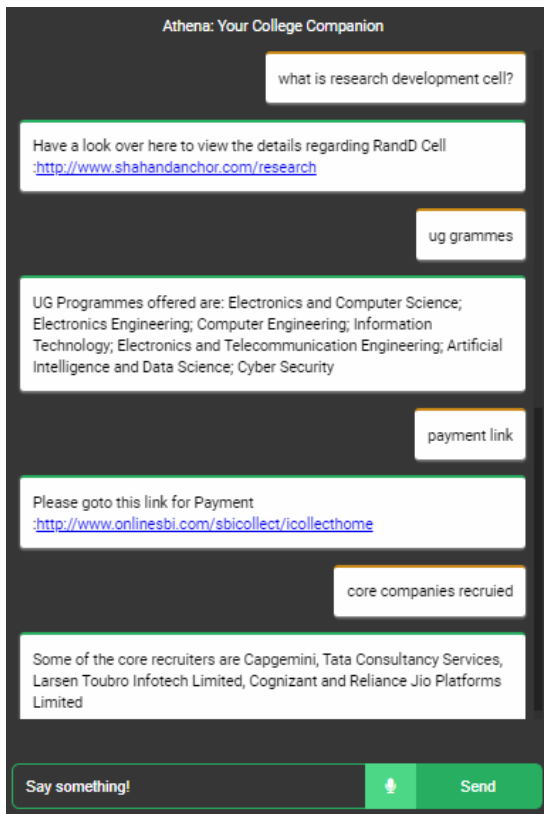 Athena: Your College Companion
what is research development cell?
Have a look over here to view the details regarding RandD Cell
:http://www.shahandanchor.com/research
ug grammes
UG Programmes offered are: Electronics and Computer Science;
Electronics Engineering; Computer Engineering; Information
Technology; Electronics and Telecommunication Engineering; Artificial
Intelligence and Data Science; Cyber Security
payment link
Please goto this link for Payment
:http://www.onlinesbi.com/sbicollect/icollecthome
core companies recruied
Some of the core recruiters are Capgemini, Tata Consultancy Services,
Larsen Toubro Infotech Limited, Cognizant and Reliance Jio Platforms
Limited
Say something!
Send